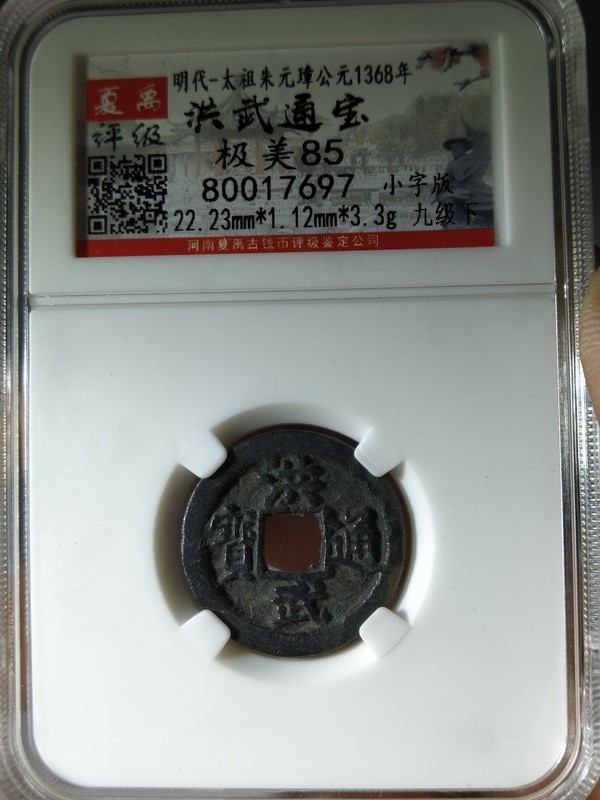 明代-太祖朱元璋公元1368年
夏禹
评级
洪武通宝
极美85
80017697 小字版
22.23mm*1.12mm*3.3g 九级下
河南夏禹古钱币评级鉴定公司
洪
寶 通
武